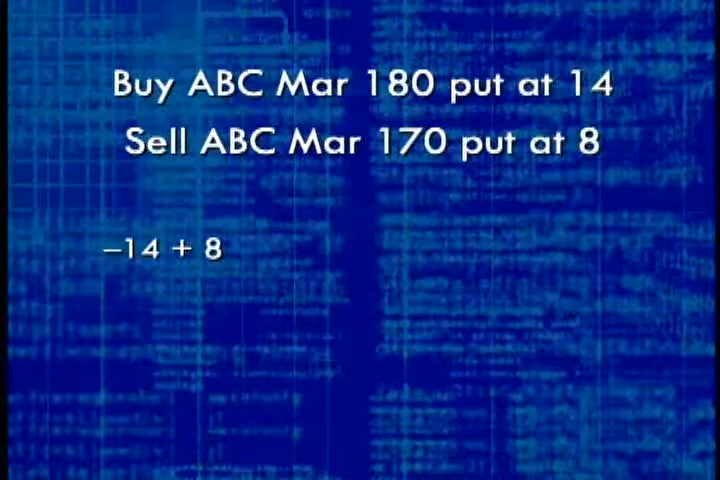 Buy ABC Mar 180 put at 14
Sell ABC Mar 170 put at 8
–14 + 8